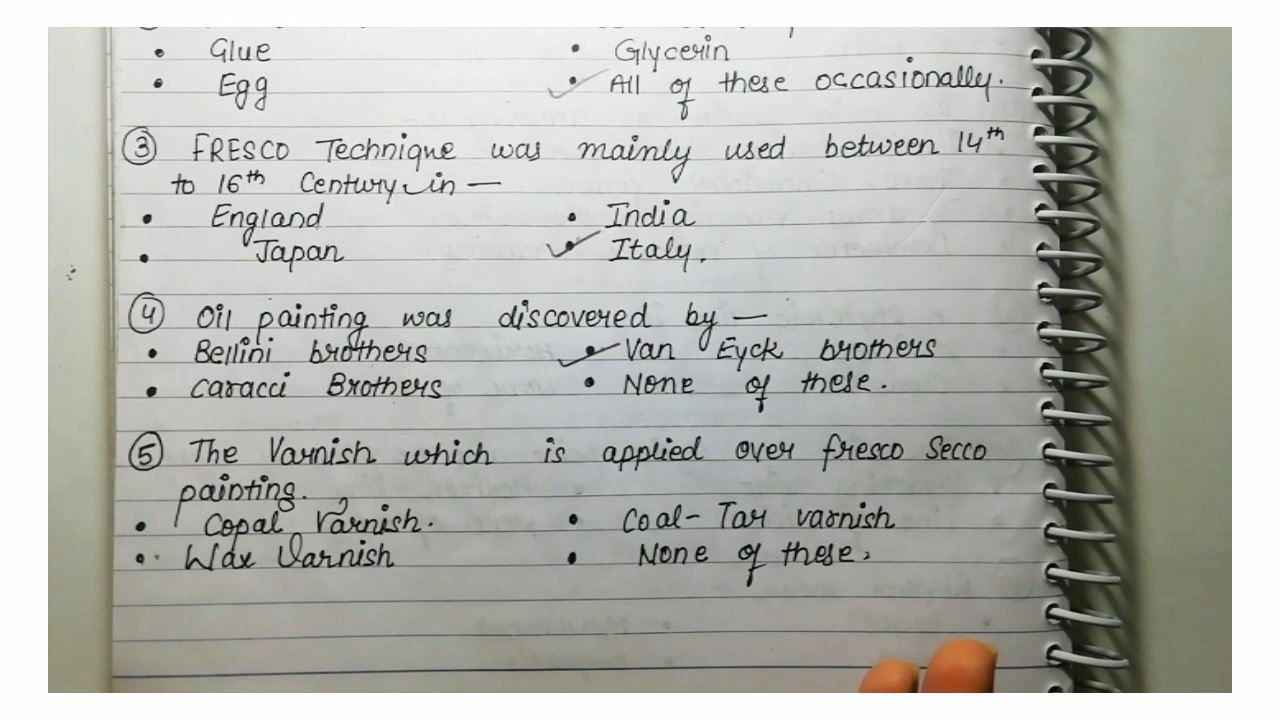 • Glue • Glycerin
• Egg • All of these occasionally.
③ FRESCO Technique was mainly used between 14th
to 16th Century in —
• England • India
• Japan • Italy.
④ Oil painting was discovered by —
• Bellini brothers • Van Eyck brothers
• Caracci Brothers • None of these.
⑤ The Varnish which is applied over fresco Secco
painting.
• Copal Varnish. • Coal-Tar varnish
• Wax Varnish • None of these.